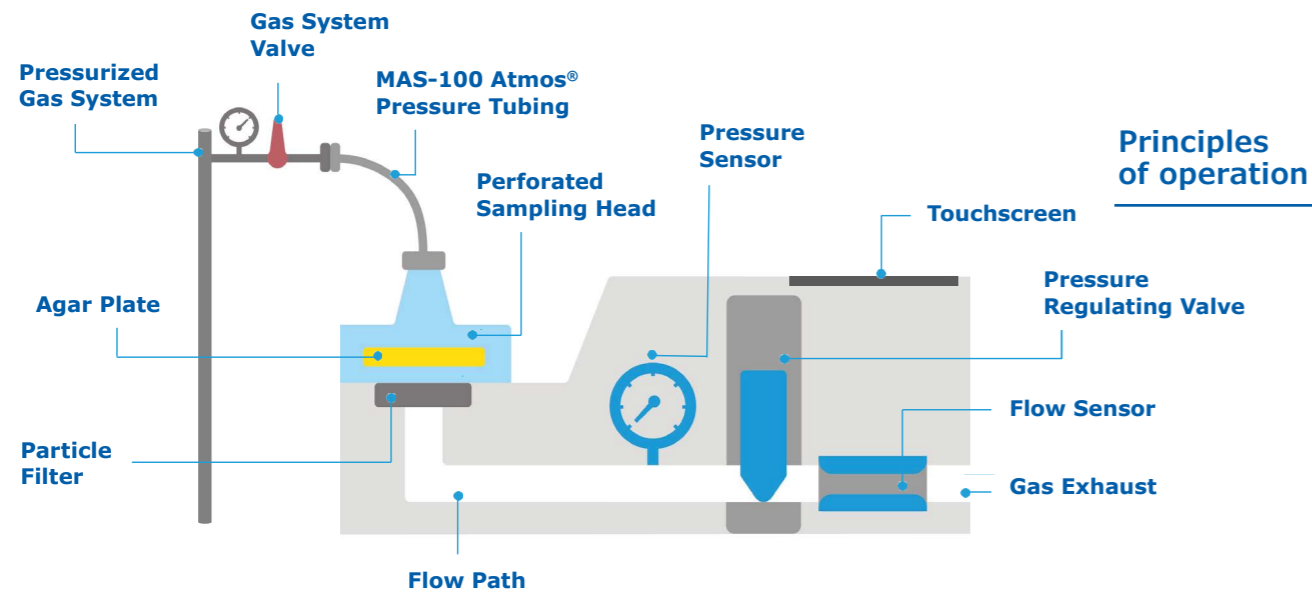 Gas System
Valve
Pressurized
Gas System
MAS-100 Atmos®
Pressure Tubing
Pressure
Sensor
Principles
of operation
Perforated
Sampling Head
Touchscreen
Agar Plate
Pressure
Regulating Valve
Flow Sensor
Particle
Filter
Gas Exhaust
Flow Path